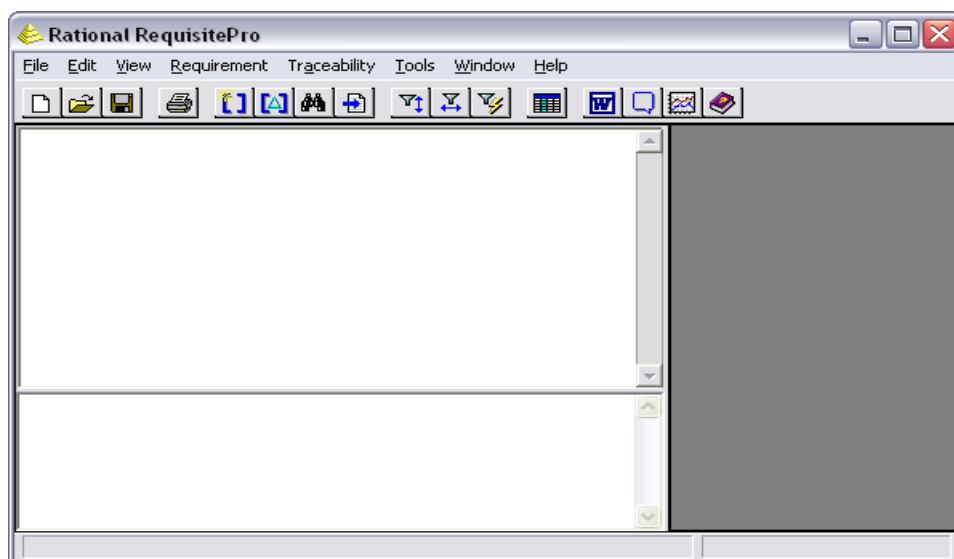 Rational RequisitePro
File Edit View Requirement Traceability Tools Window Help
W